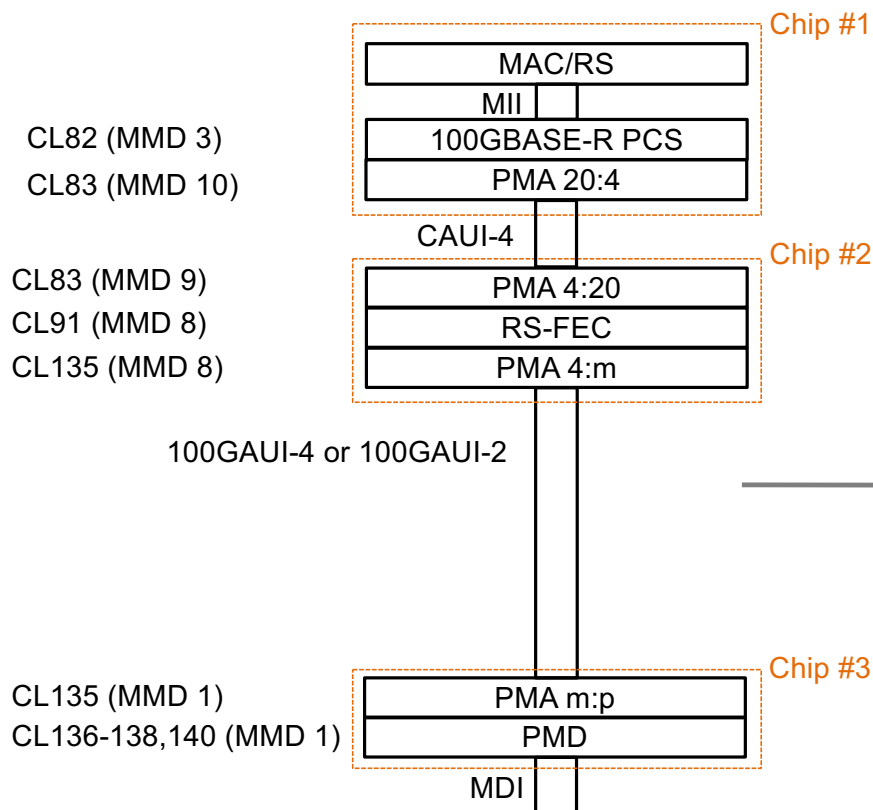 Chip #1
MAC/RS
MII
CL82 (MMD 3)
100GBASE-R PCS
CL83 (MMD 10)
PMA 20:4
CAUI-4
Chip #2
CL83 (MMD 9)
PMA 4:20
CL91 (MMD 8)
RS-FEC
CL135 (MMD 8)
PMA 4:m
100GAUI-4 or 100GAUI-2
Chip #3
CL135 (MMD 1)
PMA m:p
CL136-138,140 (MMD 1)
PMD
MDI